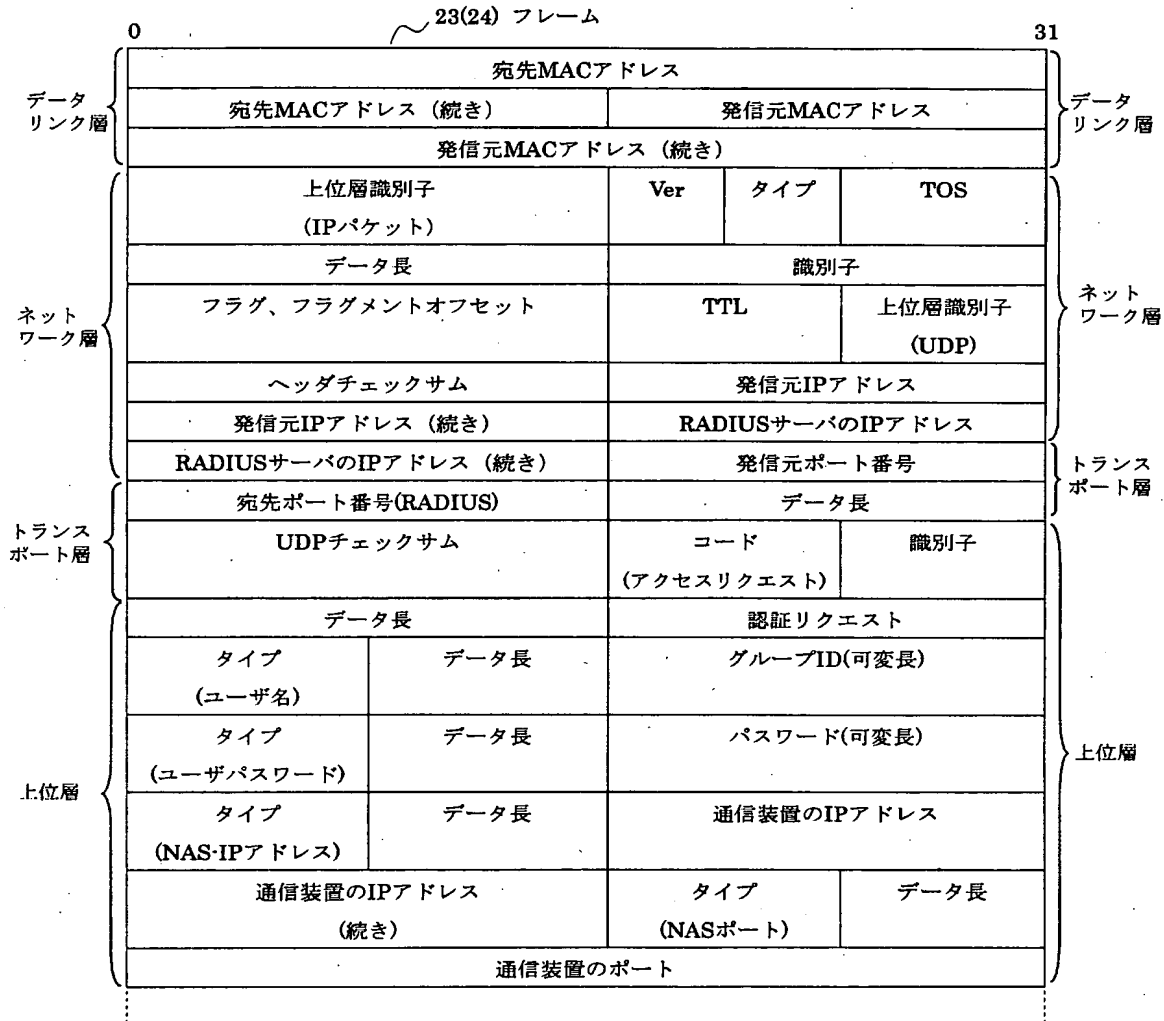 23(24) フレーム
0
31
宛先MACアドレス
データ
リンク層
宛先MACアドレス (続き)
発信元MACアドレス
データ
リンク層
発信元MACアドレス (続き)
上位層識別子
(IPパケット)
Ver
タイプ
TOS
データ長
識別子
ネット
ワーク層
フラグ、フラグメントオフセット
TTL
上位層識別子
(UDP)
ネット
ワーク層
ヘッダチェックサム
発信元IPアドレス
発信元IPアドレス (続き)
RADIUSサーバのIPアドレス
RADIUSサーバのIPアドレス (続き)
発信元ポート番号
トランス
ポート層
宛先ポート番号(RADIUS)
データ長
トランス
ポート層
UDPチェックサム
コード
(アクセスリクエスト)
識別子
データ長
認証リクエスト
タイプ
(ユーザ名)
データ長
グループID(可変長)
タイプ
(ユーザパスワード)
データ長
パスワード(可変長)
上位層
上位層
タイプ
(NAS-IPアドレス)
データ長
通信装置のIPアドレス
通信装置のIPアドレス
(続き)
タイプ
(NASポート)
データ長
通信装置のポート